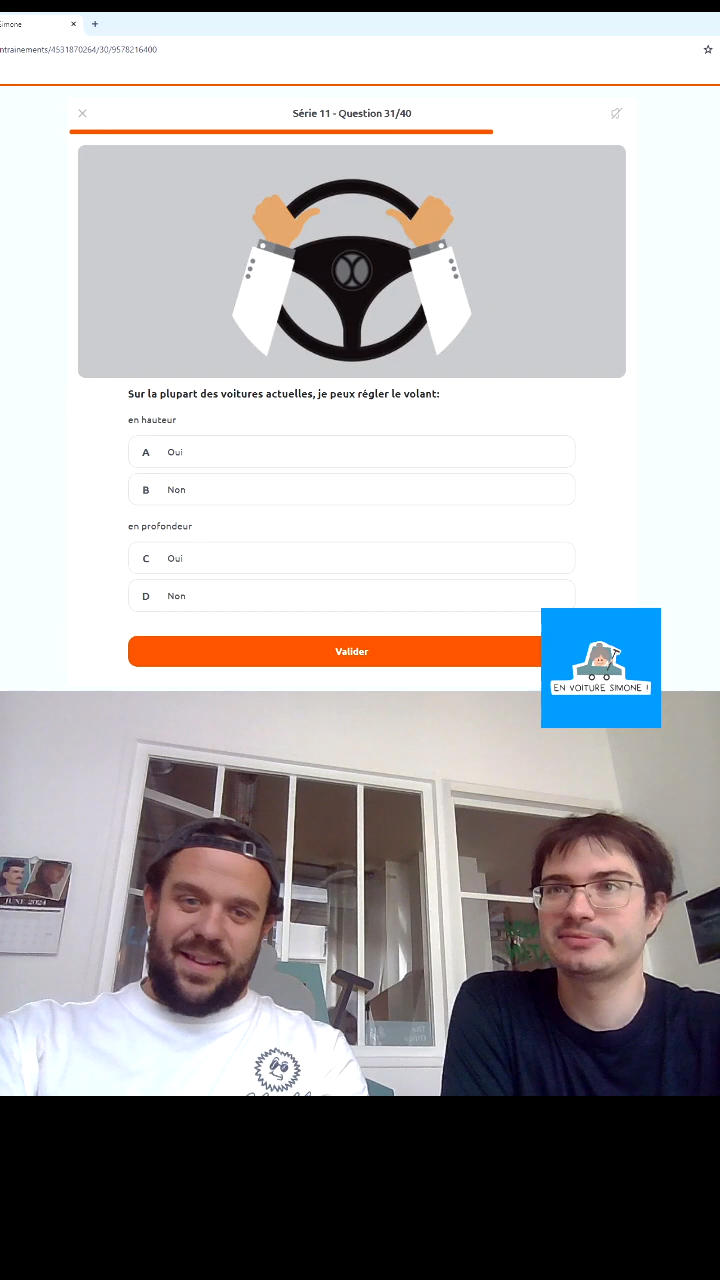 Simone
ntrainements/4531870264/30/9578216400
Série 11 - Question 31/40
Sur la plupart des voitures actuelles, je peux régler le volant:
en hauteur
A Oui
B Non
en profondeur
C Oui
D Non
Valider
EN VOITURE SIMONE !
JUNE 2024